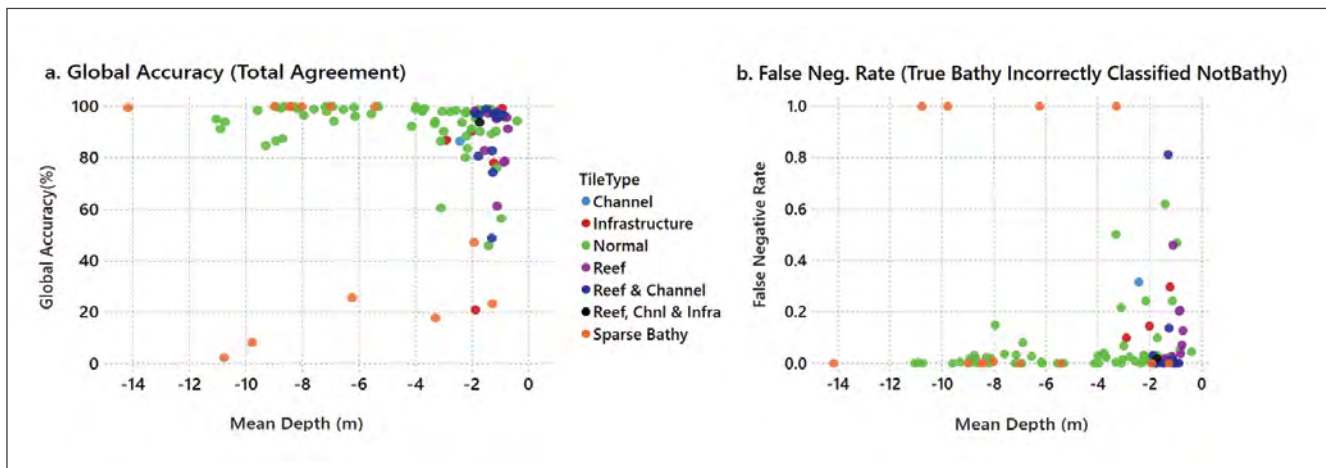 a. Global Accuracy (Total Agreement)
100
80
60
40
20
0
Global Accuracy(%)
-14
-12
-10
-8
-6
-4
-2
0
Mean Depth (m)
TileType
Channel
Infrastructure
Normal
Reef
Reef & Channel
Reef, Chnl & Infra
Sparse Bathy
b. False Neg. Rate (True Bathy Incorrectly Classified NotBathy)
1.0
0.8
0.6
0.4
0.2
0.0
False Negative Rate
-14
-12
-10
-8
-6
-4
-2
0
Mean Depth (m)